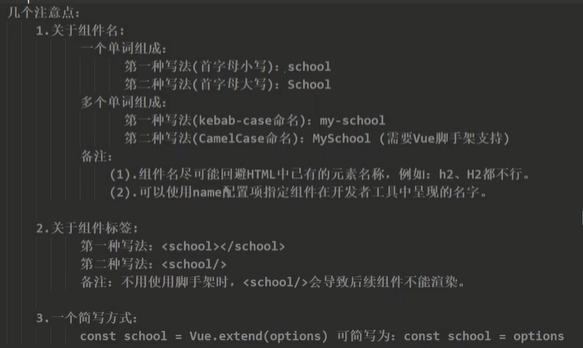 几个注意点:
1.关于组件名:
一个单词组成:
第一种写法(首字母小写): school
第二种写法(首字母大写): School
多个单词组成:
第一种写法(kebab-case命名): my-school
第二种写法(CamelCase命名): MySchool (需要Vue脚手架支持)
备注:
(1).组件名尽可能回避HTML中已有的元素名称，例如: h2、H2都不行。
(2).可以使用name配置项指定组件在开发者工具中呈现的名字。
2.关于组件标签:
第一种写法: <school></school>
第二种写法: <school/>
备注: 不用使用脚手架时，<school/>会导致后续组件不能渲染。
3.一个简写方式:
const school = Vue.extend(options) 可简写为: const school = options